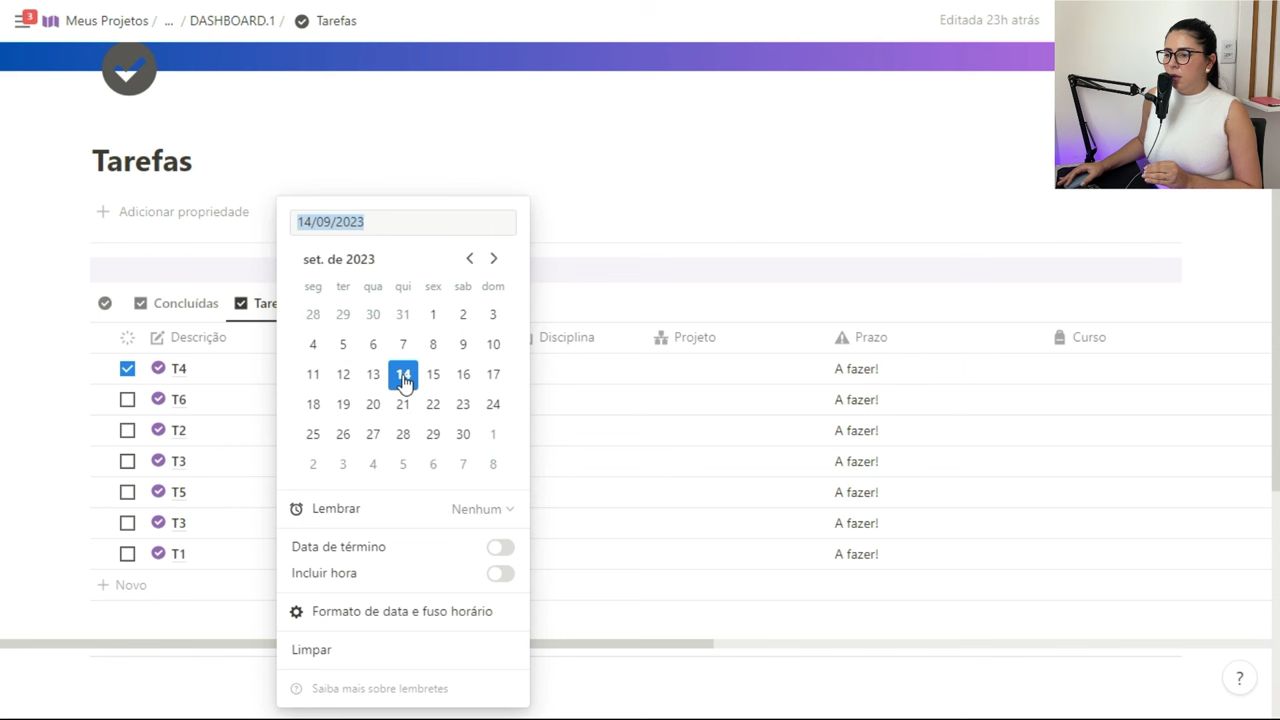 3 Meus Projetos / ... / DASHBOARD.1 / Tarefas Editada 23h atrás
Tarefas
+ Adicionar propriedade
Concluídas Tare
Descrição Disciplina Projeto Prazo Curso
T4 A fazer!
T6 A fazer!
T2 A fazer!
T3 A fazer!
T5 A fazer!
T3 A fazer!
T1 A fazer!
+ Novo
14/09/2023
set. de 2023
seg ter qua qui sex sab dom
28 29 30 31 1 2 3
4 5 6 7 8 9 10
11 12 13 14 15 16 17
18 19 20 21 22 23 24
25 26 27 28 29 30 1
2 3 4 5 6 7 8
Lembrar Nenhum
Data de término
Incluir hora
Formato de data e fuso horário
Limpar
? Saiba mais sobre lembretes
?